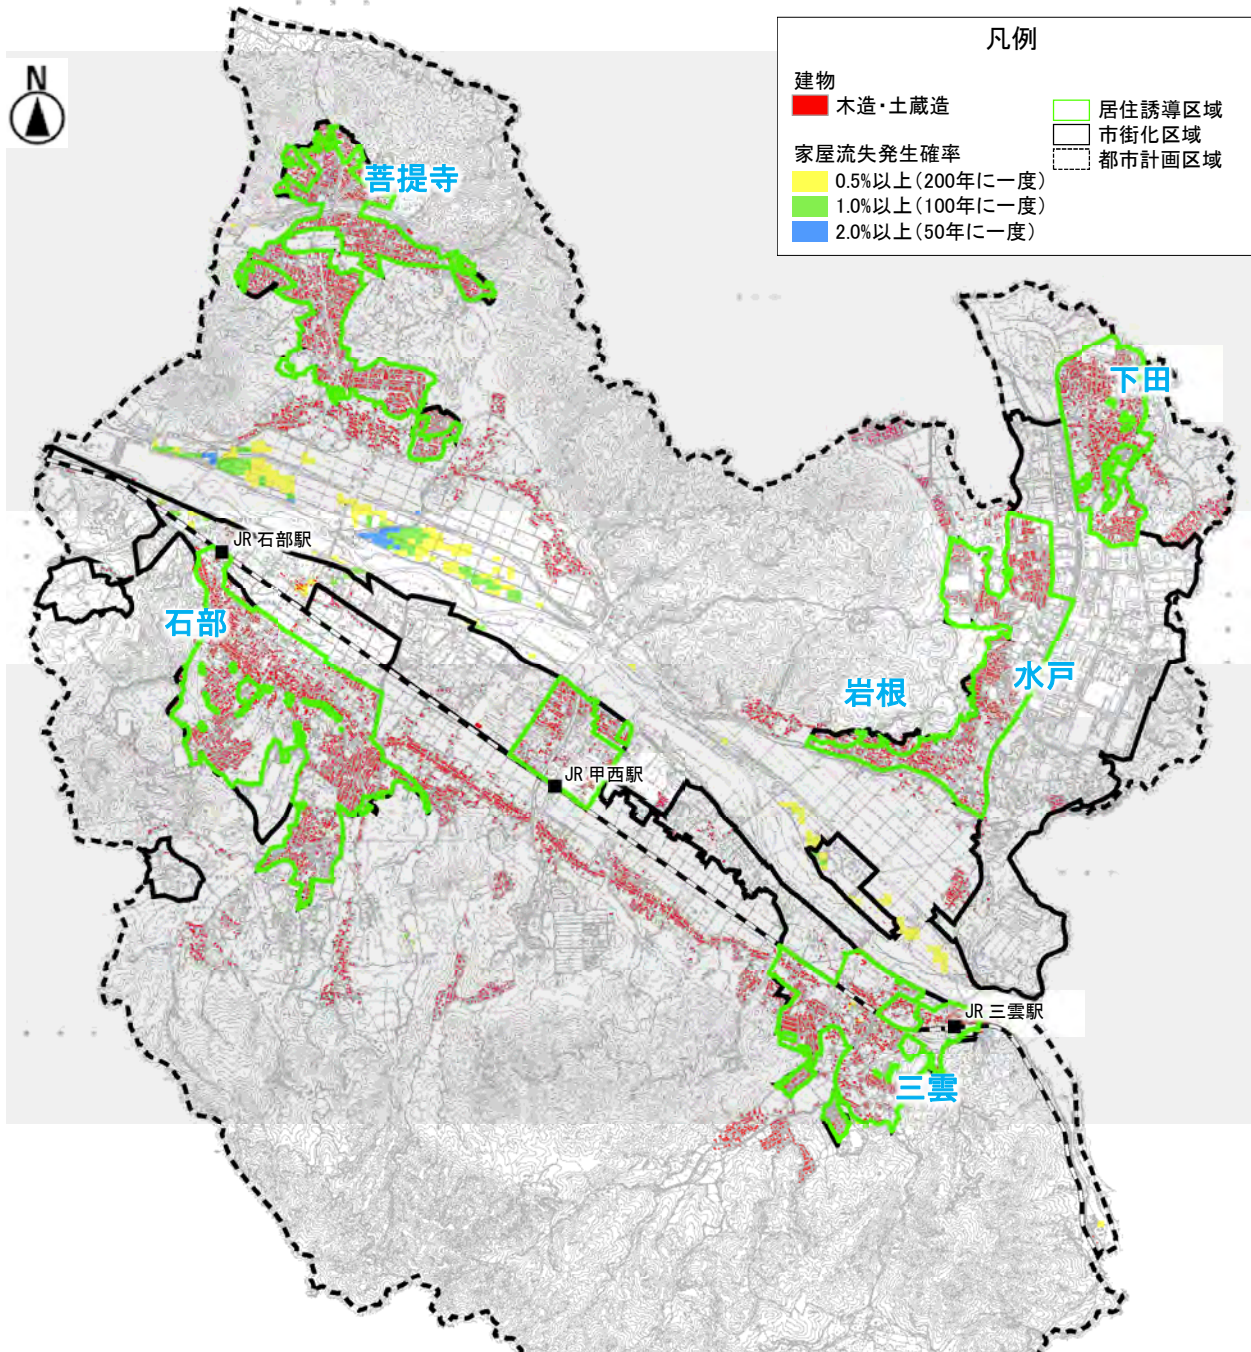 凡例
建物
木造・土蔵造
家屋流失発生確率
0.5%以上(200年に一度)
1.0%以上(100年に一度)
2.0%以上(50年に一度)
居住誘導区域
市街化区域
都市計画区域
N
菩提寺
下田
JR 石部駅
石部
水戸
岩根
JR 甲西駅
JR 三雲駅
三雲